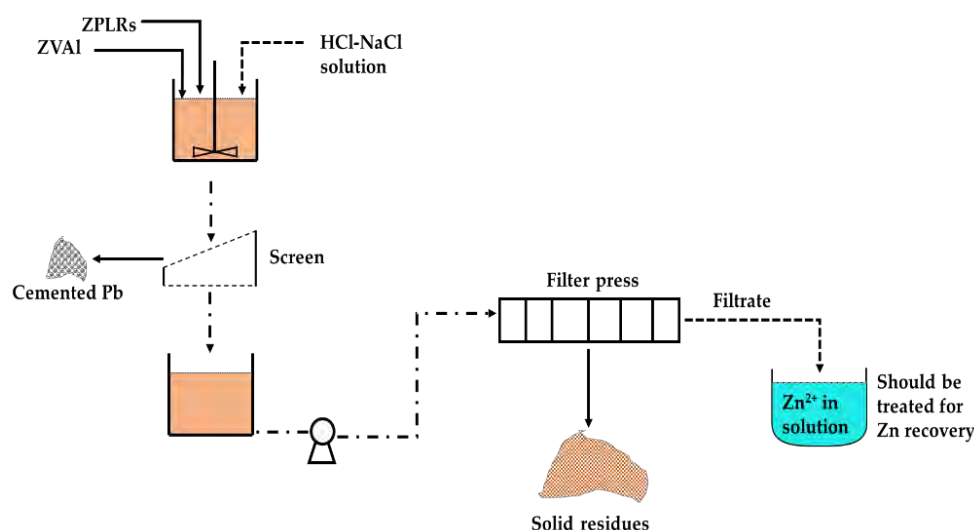 ZPLRs
ZVAl
HCl-NaCl
solution
Screen
Cemented Pb
Filter press
Filtrate
Zn²⁺ in
solution
Should be
treated for
Zn recovery
Solid residues